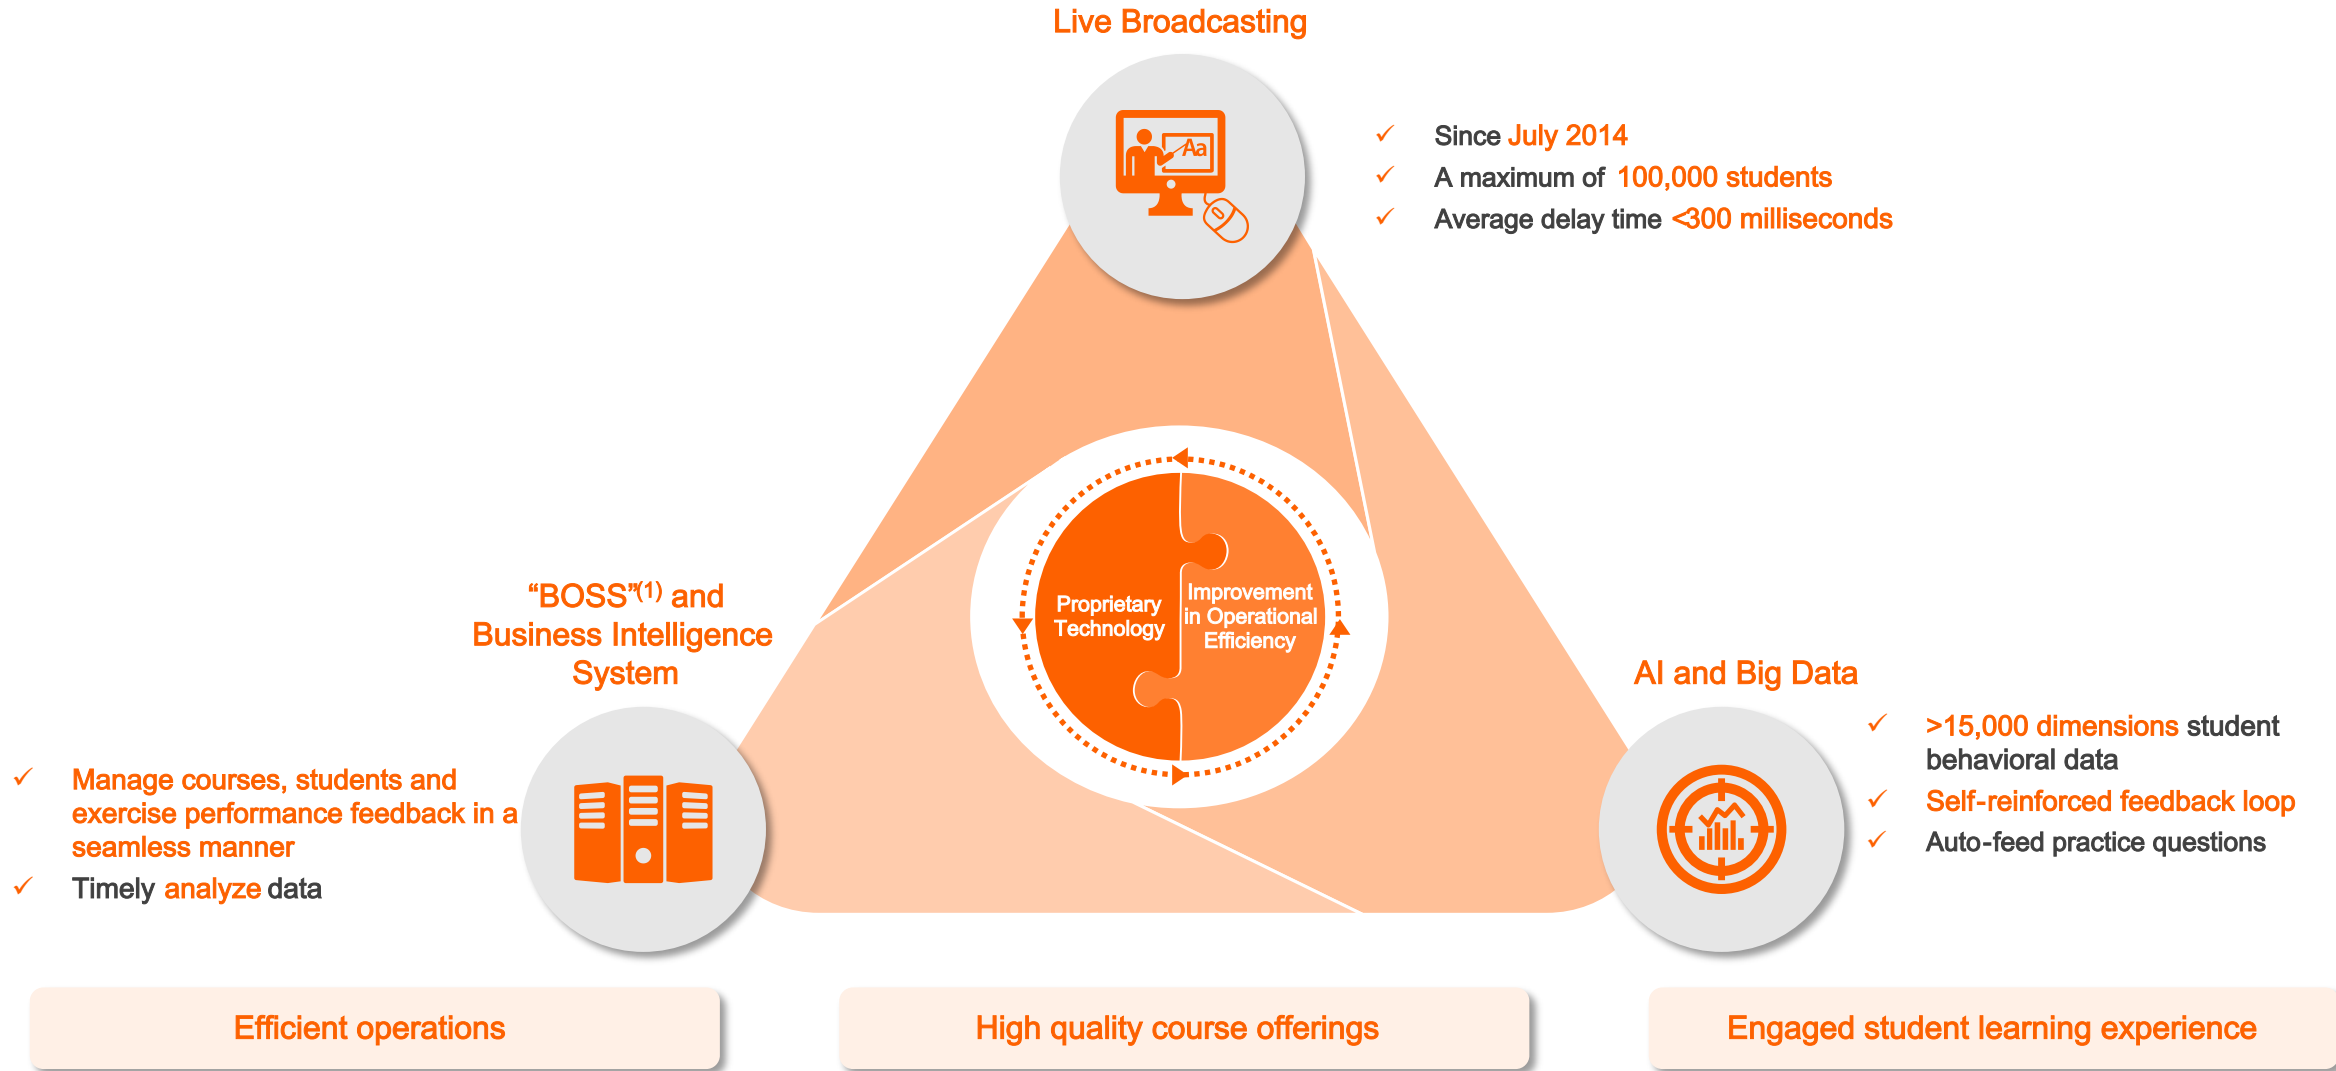 Live Broadcasting
Aa
✓ Since July 2014
✓ A maximum of 100,000 students
✓ Average delay time <300 milliseconds
Proprietary
Technology
Improvement
in Operational
Efficiency
“BOSS”(1) and
Business Intelligence
System
✓ Manage courses, students and
exercise performance feedback in a
seamless manner
✓ Timely analyze data
AI and Big Data
✓ >15,000 dimensions student
behavioral data
✓ Self-reinforced feedback loop
✓ Auto-feed practice questions
Efficient operations
High quality course offerings
Engaged student learning experience